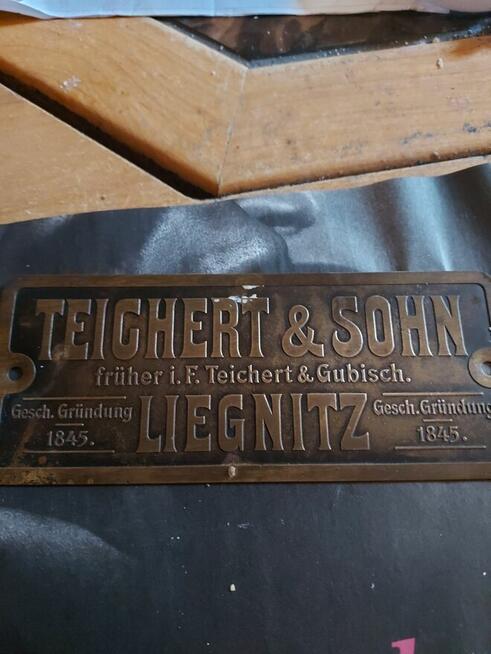 TEICHERT & SOHN
früher i. F. Teichert & Gubisch.
Gesch. Gründung
1845.
LIEGNITZ
Gesch. Gründung
1845.